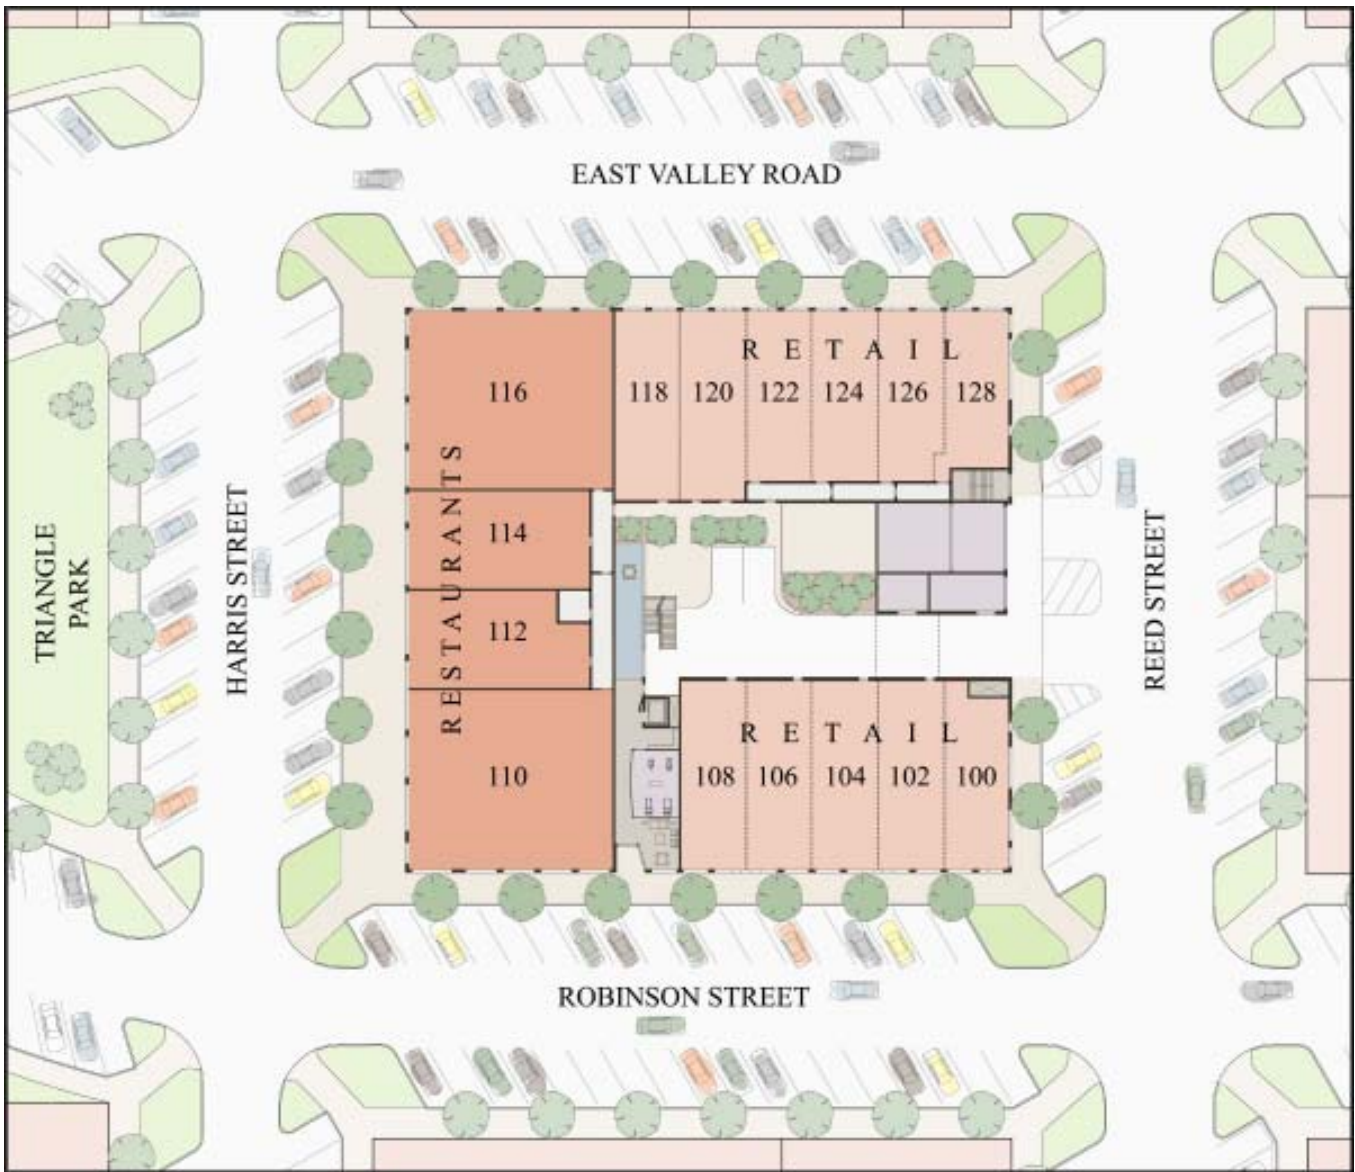 EAST VALLEY ROAD
RETAIL
116
118
120
122
124
126
128
RESTAURANTS
114
112
110
TRIANGLE
PARK
HARRIS STREET
REED STREET
RETAIL
108
106
104
102
100
ROBINSON STREET